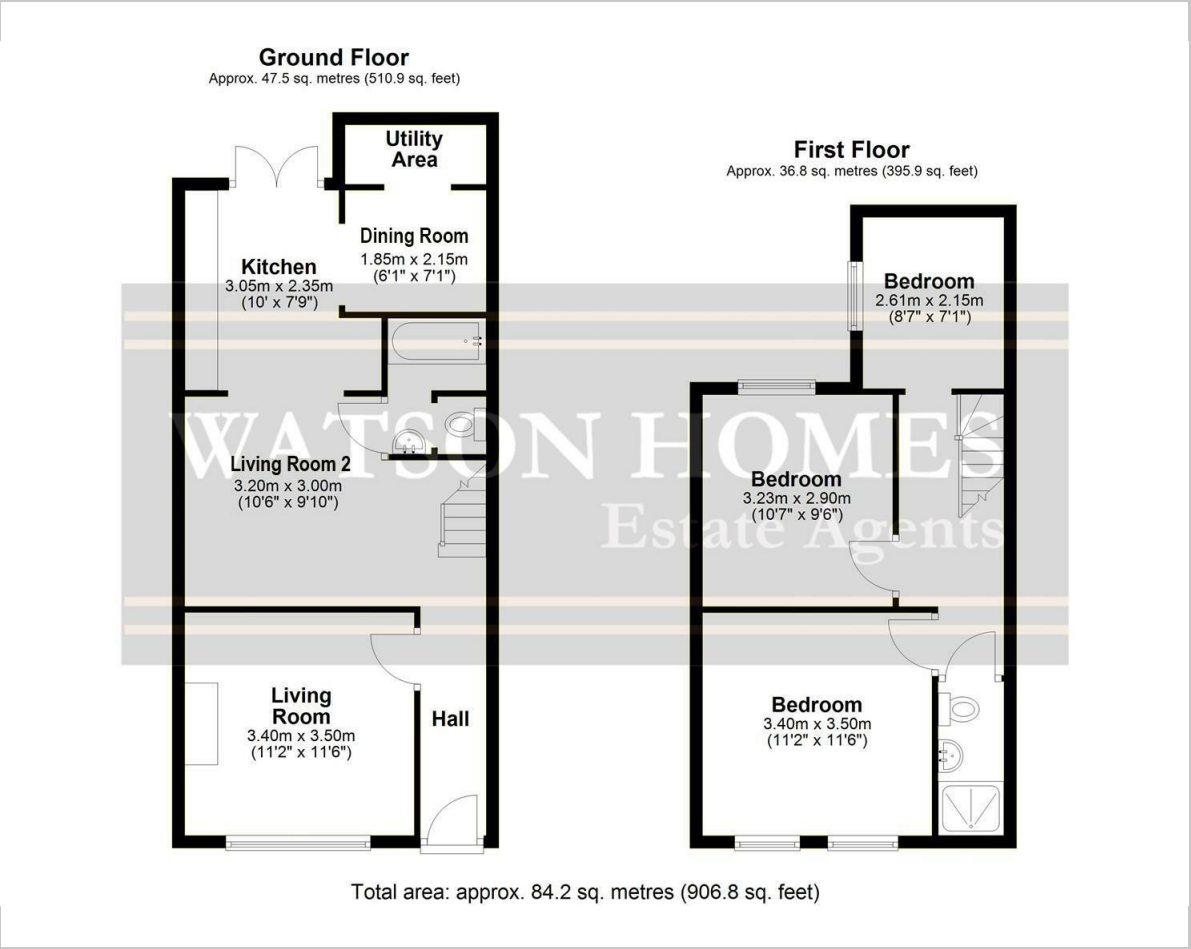 Ground Floor
Approx. 47.5 sq. metres (510.9 sq. feet)
Utility
Area
Dining Room
1.85m x 2.15m
(6'1" x 7'1")
Kitchen
3.05m x 2.35m
(10' x 7'9")
Living Room 2
3.20m x 3.00m
(10'6" x 9'10")
Living
Room
3.40m x 3.50m
(11'2" x 11'6")
Hall
First Floor
Approx. 36.8 sq. metres (395.9 sq. feet)
Bedroom
2.61m x 2.15m
(8'7" x 7'1")
Bedroom
3.23m x 2.90m
(10'7" x 9'6")
Bedroom
3.40m x 3.50m
(11'2" x 11'6")
WATSON HOMES
Estate Agents
Total area: approx. 84.2 sq. metres (906.8 sq. feet)